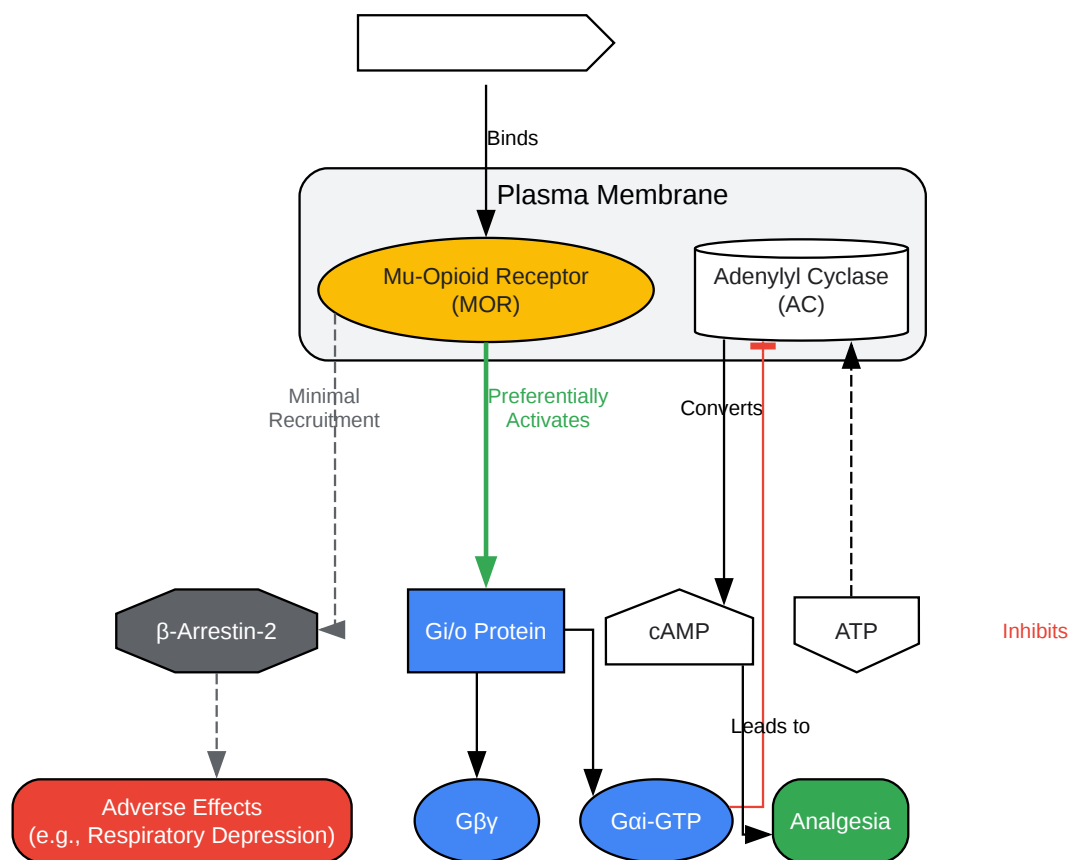 Binds
Plasma Membrane
Mu-Opioid Receptor
(MOR)
Adenylyl Cyclase
(AC)
Minimal
Recruitment
Preferentially
Activates
Converts
β-Arrestin-2
Gi/o Protein
cAMP
ATP
Inhibits
Leads to
Adverse Effects
(e.g., Respiratory Depression)
Gβγ
Gαi-GTP
Analgesia